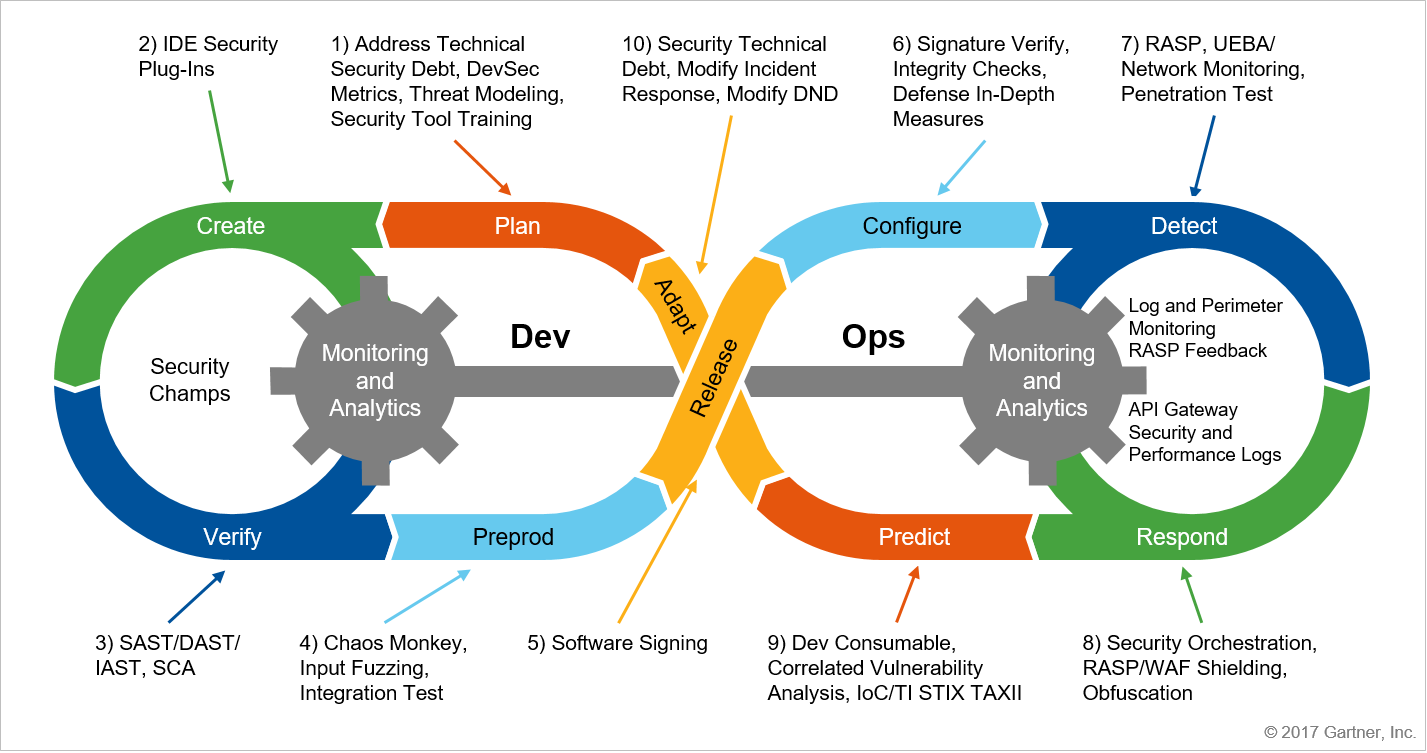 2) IDE Security
Plug-Ins
1) Address Technical
Security Debt, DevSec
Metrics, Threat Modeling,
Security Tool Training
10) Security Technical
Debt, Modify Incident
Response, Modify DND
6) Signature Verify,
Integrity Checks,
Defense In-Depth
Measures
7) RASP, UEBA/
Network Monitoring,
Penetration Test
Create
Plan
Adapt
Release
Configure
Detect
Security
Champs
Monitoring
and
Analytics
Dev
Ops
Monitoring
and
Analytics
Log and Perimeter
Monitoring
RASP Feedback
API Gateway
Security and
Performance Logs
Verify
Preprod
Predict
Respond
3) SAST/DAST/
IAST, SCA
4) Chaos Monkey,
Input Fuzzing,
Integration Test
5) Software Signing
9) Dev Consumable,
Correlated Vulnerability
Analysis, IoC/TI STIX TAXII
8) Security Orchestration,
RASP/WAF Shielding,
Obfuscation
© 2017 Gartner, Inc.